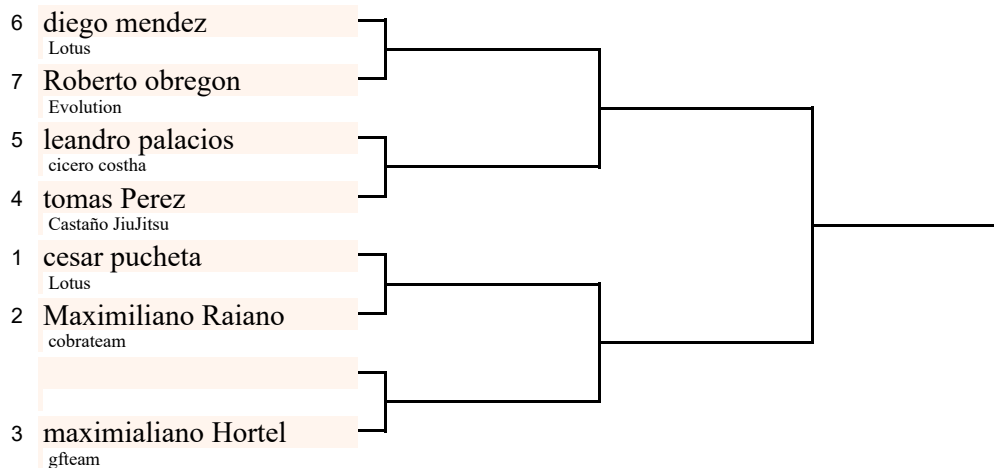 6 diego mendez
Lotus
7 Roberto obregon
Evolution
5 leandro palacios
cicero costha
4 tomas Perez
Castaño JiuJitsu
1 cesar pucheta
Lotus
2 Maximiliano Raiano
cobrateam
3 maximialiano Hortel
gfteam